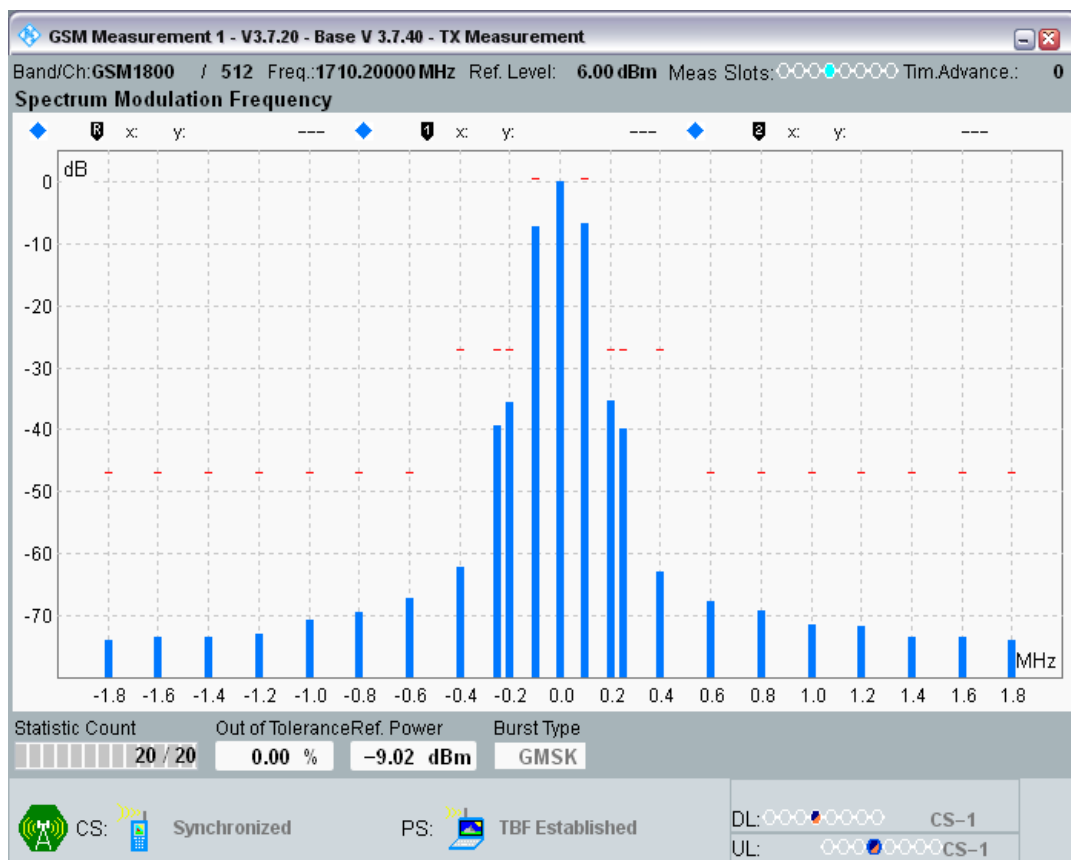 GSM Measurement 1 - V3.7.20 - Base V 3.7.40 - TX Measurement
Band/Ch:GSM1800 / 512 Freq.:1710.20000 MHz Ref. Level: 6.00 dBm Meas Slots: Tim.Advance.: 0
Spectrum Modulation Frequency
R x: y: --- 1 x: y: --- 2 x: y: ---
dB
0
-10
-20
-30
-40
-50
-60
-70
MHz
-1.8 -1.6 -1.4 -1.2 -1.0 -0.8 -0.6 -0.4 -0.2 0.0 0.2 0.4 0.6 0.8 1.0 1.2 1.4 1.6 1.8
Statistic Count Out of Tolerance Ref. Power Burst Type
20 / 20 0.00 % −9.02 dBm GMSK
CS: Synchronized PS: TBF Established
DL: CS−1
UL: CS−1